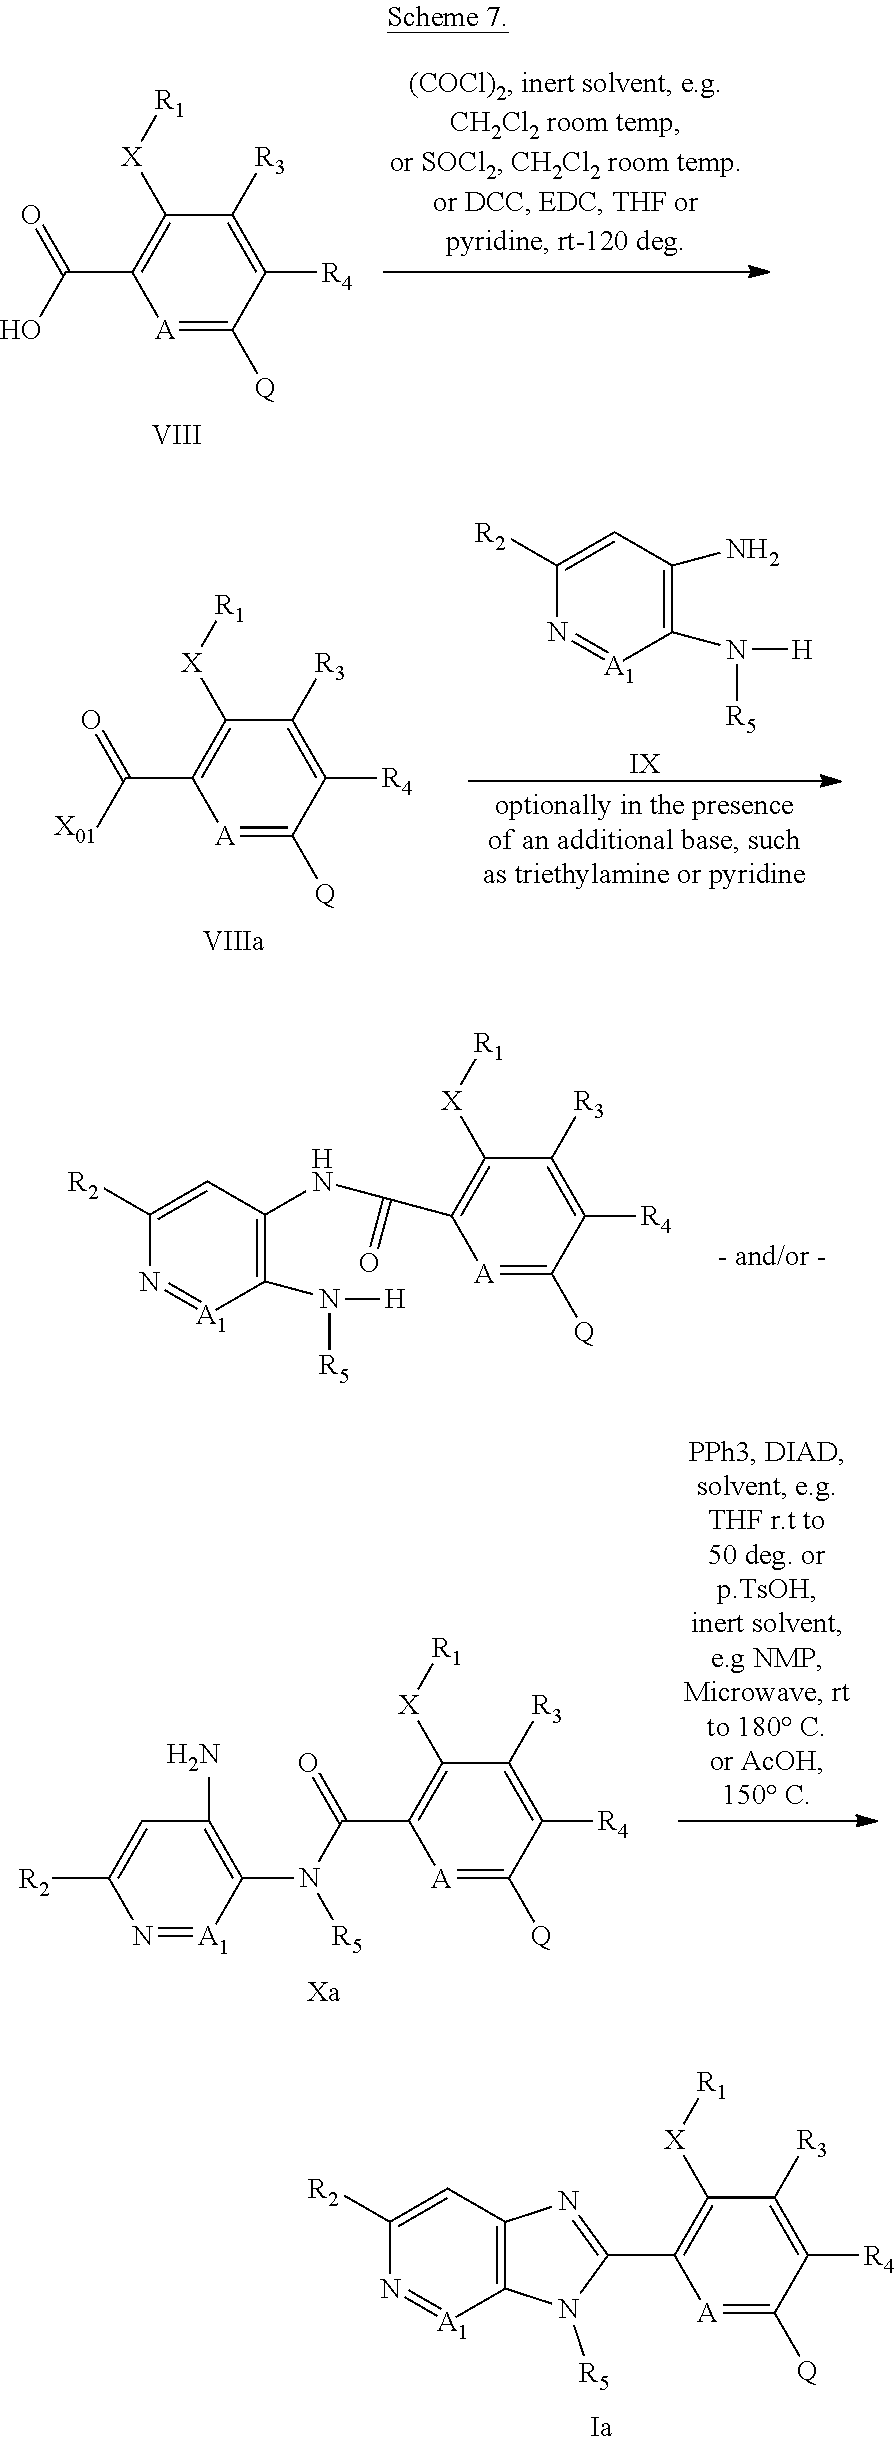 Scheme 7.
(COCl)2, inert solvent, e.g.
CH2Cl2 room temp,
or SOCl2, CH2Cl2 room temp.
or DCC, EDC, THF or
pyridine, rt-120 deg.
R1
X
R3
O
R4
HO
A
Q
VIII
R2
NH2
N
A1
N
H
R5
IX
optionally in the presence
of an additional base, such
as triethylamine or pyridine
R1
X
R3
O
R4
X01
A
Q
VIIIa
R1
X
R3
H
N
R2
R4
O
N
A1
N
H
A
R5
Q
- and/or -
PPh3, DIAD,
solvent, e.g.
THF r.t to
50 deg. or
p.TsOH,
inert solvent,
e.g NMP,
Microwave, rt
to 180° C.
or AcOH,
150° C.
R1
X
R3
H2N
O
R4
R2
N
A
N
A1
R5
Q
Xa
R1
X
R3
R2
N
R4
N
A1
N
A
R5
Q
Ia